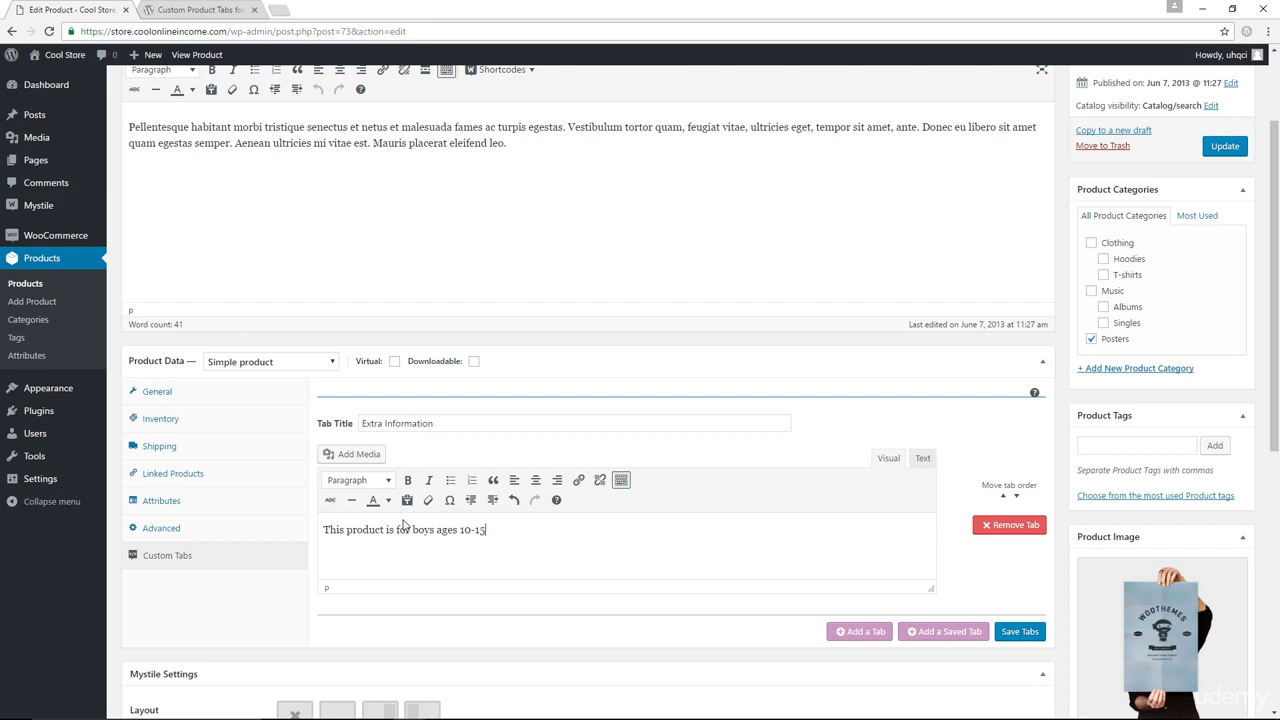 Edit Product ‹ Cool Store
Custom Product Tabs for
https://store.coolonlineincome.com/wp-admin/post.php?post=73&action=edit
Cool Store
0
New
View Product
Howdy, uhqci
Dashboard
Posts
Media
Pages
Comments
Mystile
WooCommerce
Products
Products
Add Product
Categories
Tags
Attributes
Appearance
Plugins
Users
Tools
Settings
Collapse menu
Paragraph
Shortcodes
Pellentesque habitant morbi tristique senectus et netus et malesuada fames ac turpis egestas. Vestibulum tortor quam, feugiat vitae, ultricies eget, tempor sit amet, ante. Donec eu libero sit amet
quam egestas semper. Aenean ultricies mi vitae est. Mauris placerat eleifend leo.
p
Word count: 41
Last edited on June 7, 2013 at 11:27 am
Product Data —
Simple product
Virtual:
Downloadable:
General
Inventory
Shipping
Linked Products
Attributes
Advanced
Custom Tabs
Tab Title
Extra Information
Add Media
Visual
Text
Paragraph
This product is for boys ages 10-15
p
Move tab order
Remove Tab
Add a Tab
Add a Saved Tab
Save Tabs
Mystile Settings
Layout
Published on: Jun 7, 2013 @ 11:27 Edit
Catalog visibility: Catalog/search Edit
Copy to a new draft
Move to Trash
Update
Product Categories
All Product Categories
Most Used
Clothing
Hoodies
T-shirts
Music
Albums
Singles
Posters
+ Add New Product Category
Product Tags
Add
Separate Product Tags with commas
Choose from the most used Product tags
Product Image
WOOTHEMES
udemy